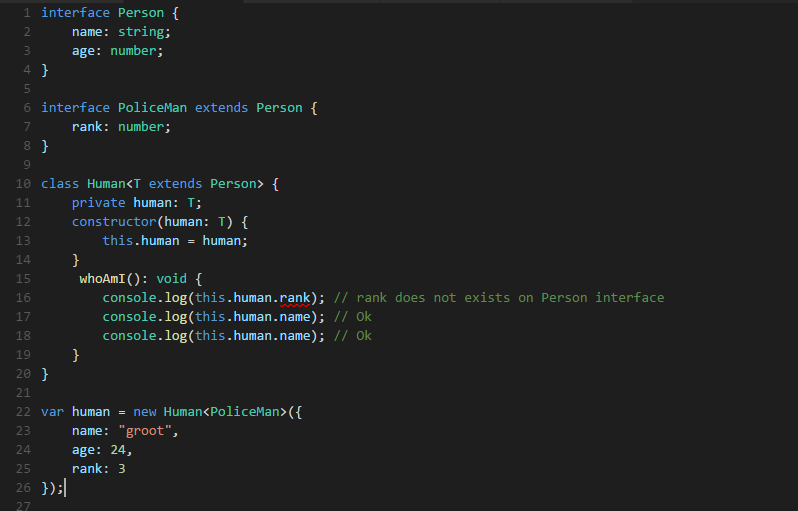 1 interface Person {
2     name: string;
3     age: number;
4 }
5
6 interface PoliceMan extends Person {
7     rank: number;
8 }
9
10 class Human<T extends Person> {
11     private human: T;
12     constructor(human: T) {
13         this.human = human;
14     }
15      whoAmI(): void {
16         console.log(this.human.rank); // rank does not exists on Person interface
17         console.log(this.human.name); // Ok
18         console.log(this.human.name); // Ok
19     }
20 }
21
22 var human = new Human<PoliceMan>({
23     name: "groot",
24     age: 24,
25     rank: 3
26 });
27